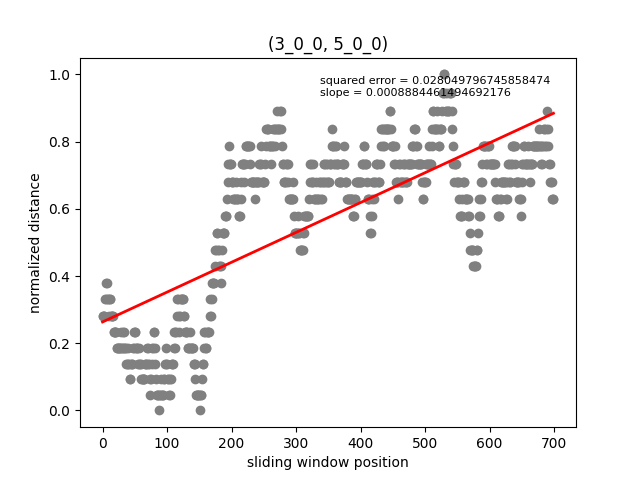 (3_0_0, 5_0_0)
squared error = 0.028049796745858474
slope = 0.0008884461494692176
normalized distance
1.0
0.8
0.6
0.4
0.2
0.0
0 100 200 300 400 500 600 700
sliding window position